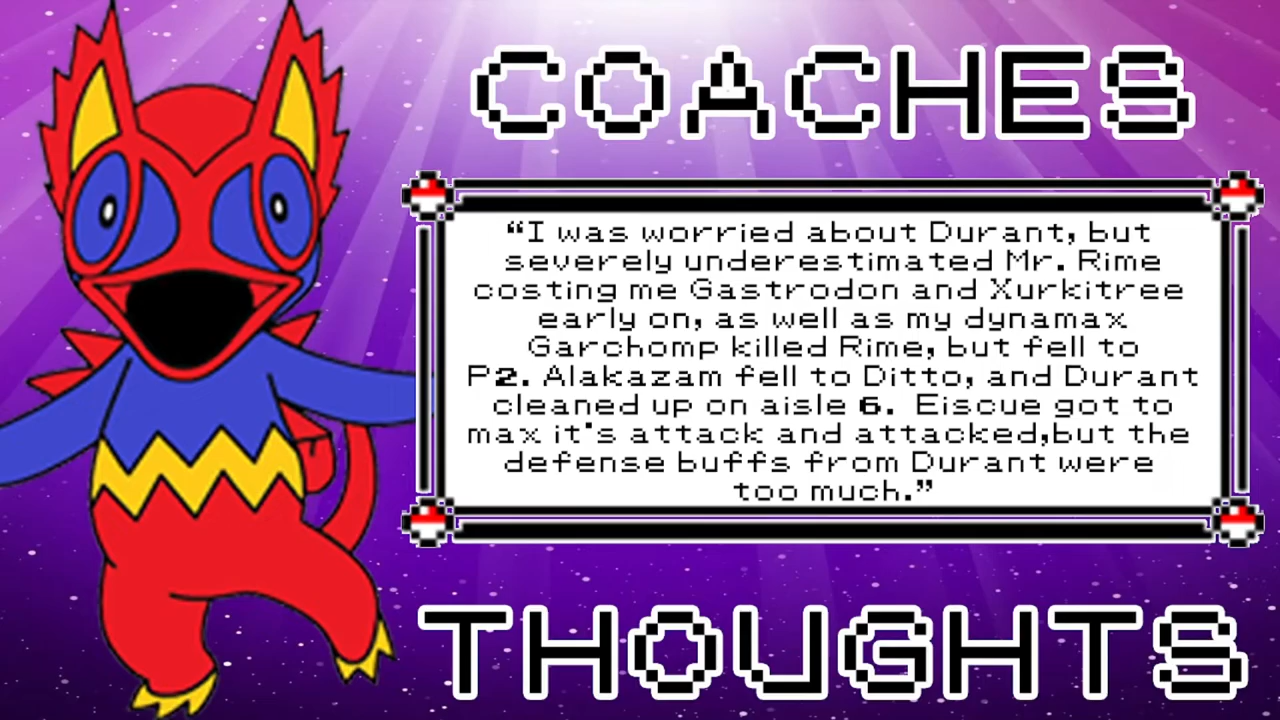 COACHES
“I was worried about Durant, but
severely underestimated Mr. Rime
costing me Gastrodon and Xurkitree
early on, as well as my dynamax
Garchomp killed Rime, but fell to
P2. Alakazam fell to Ditto, and Durant
cleaned up on aisle 6. Eiscue got to
max it's attack and attacked,but the
defense buffs from Durant were
too much.”
THOUGHTS